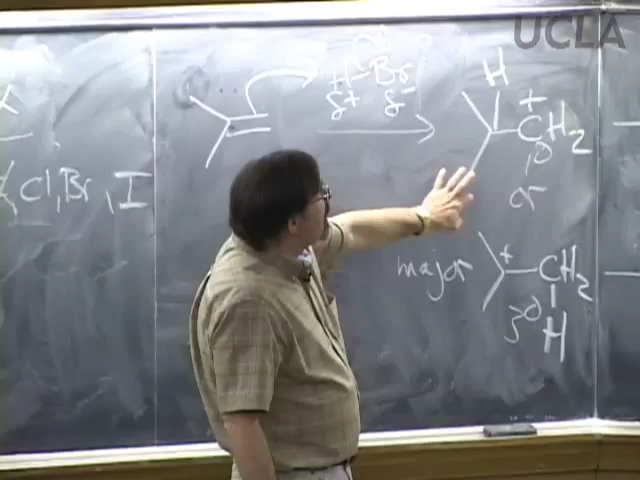 UCLA
H-Br
δ+ δ-
H
+
CH2
1°
or
Cl, Br, I
major
+
CH2
3°
H